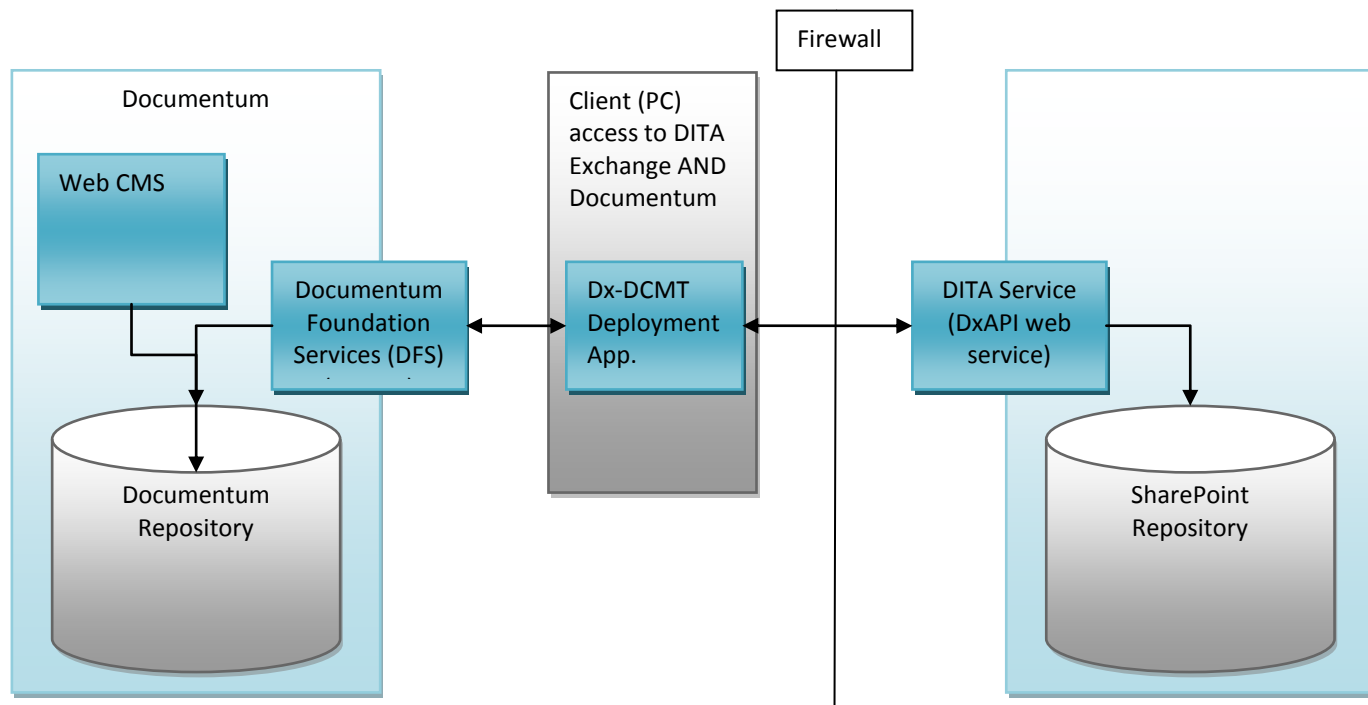 Firewall
Documentum
Web CMS
Documentum
Foundation
Services (DFS)
Client (PC)
access to DITA
Exchange AND
Documentum
Dx-DCMT
Deployment
App.
DITA Service
(DxAPI web
service)
Documentum
Repository
SharePoint
Repository